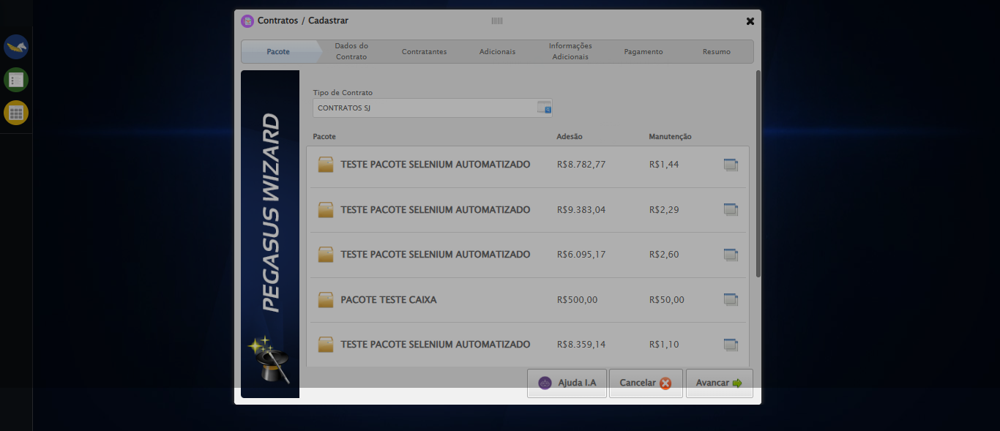 Contratos / Cadastrar
Pacote
Dados do
Contrato
Contratantes
Adicionais
Informações
Adicionais
Pagamento
Resumo
PEGASUS WIZARD
Tipo de Contrato
CONTRATOS SJ
Pacote Adesão Manutenção
TESTE PACOTE SELENIUM AUTOMATIZADO R$8.782,77 R$1,44
TESTE PACOTE SELENIUM AUTOMATIZADO R$9.383,04 R$2,29
TESTE PACOTE SELENIUM AUTOMATIZADO R$6.095,17 R$2,60
PACOTE TESTE CAIXA R$500,00 R$50,00
TESTE PACOTE SELENIUM AUTOMATIZADO R$8.359,14 R$1,10
Ajuda I.A Cancelar Avancar